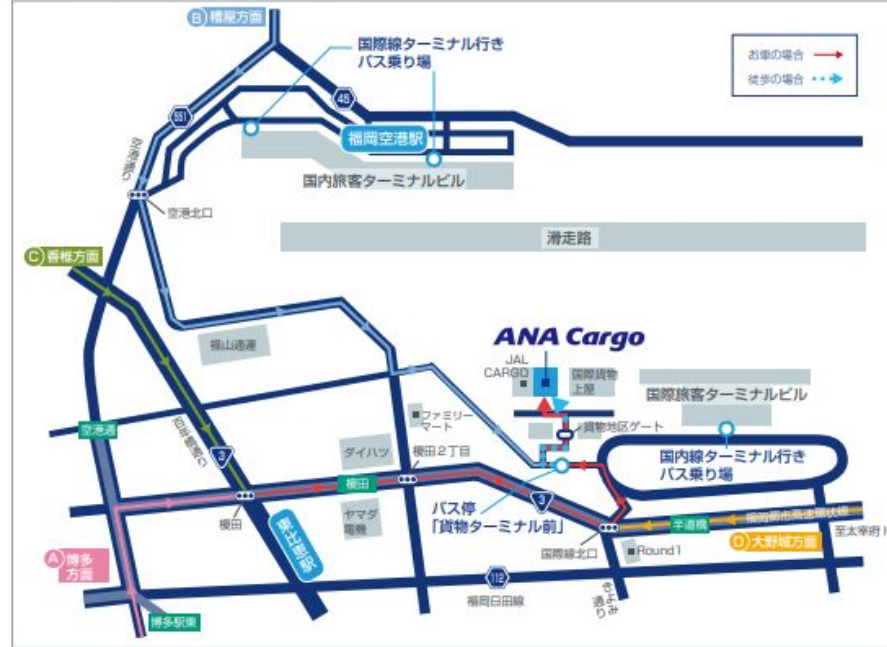 B 糟屋方面
国際線ターミナル行き
バス乗り場
お車の場合
徒歩の場合
551
45
福岡空港駅
空港通り
国内旅客ターミナルビル
空港北口
滑走路
C 香椎方面
ANA Cargo
福山通運
JAL
CARGO
国際貨物
上屋
国際旅客ターミナルビル
ファミリー
マート
貨物地区ゲート
空港通
3
ダイハツ
榎田2丁目
国内線ターミナル行き
バス乗り場
榎田
榎田
バス停
「貨物ターミナル前」
3
ヤマダ
電機
東比恵駅
福岡都市高速環状線
半道橋
至太宰府I
国際線北口
D 大野城方面
A 博多
方面
Round1
112
福岡日田線
博多駅東